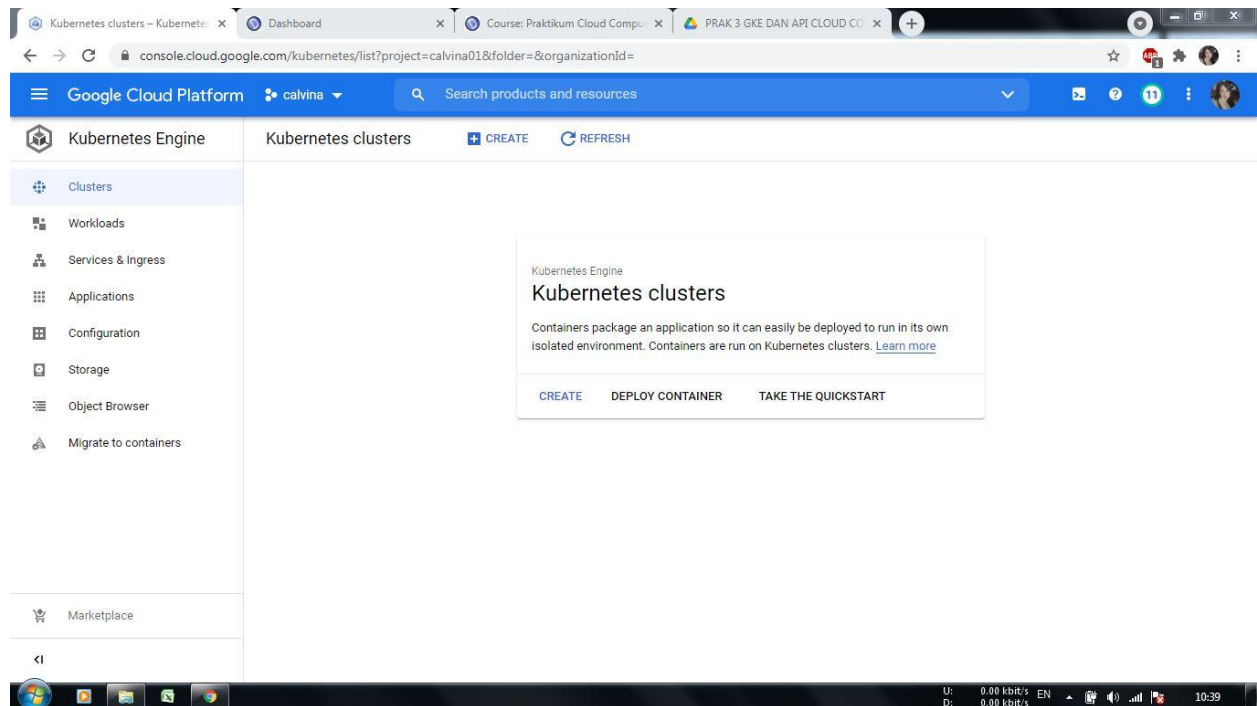 Kubernetes clusters – Kubernetes
Dashboard
Course: Praktikum Cloud Comput
PRAK 3 GKE DAN API CLOUD CO
console.cloud.google.com/kubernetes/list?project=calvina01&folder=&organizationId=
ABP
1
Google Cloud Platform
calvina
Search products and resources
11
Kubernetes Engine
Kubernetes clusters
CREATE
REFRESH
Clusters
Workloads
Services & Ingress
Applications
Configuration
Storage
Object Browser
Migrate to containers
Kubernetes Engine
Kubernetes clusters
Containers package an application so it can easily be deployed to run in its own
isolated environment. Containers are run on Kubernetes clusters. Learn more
CREATE
DEPLOY CONTAINER
TAKE THE QUICKSTART
Marketplace
U: 0.00 kbit/s
D: 0.00 kbit/s
EN
10:39